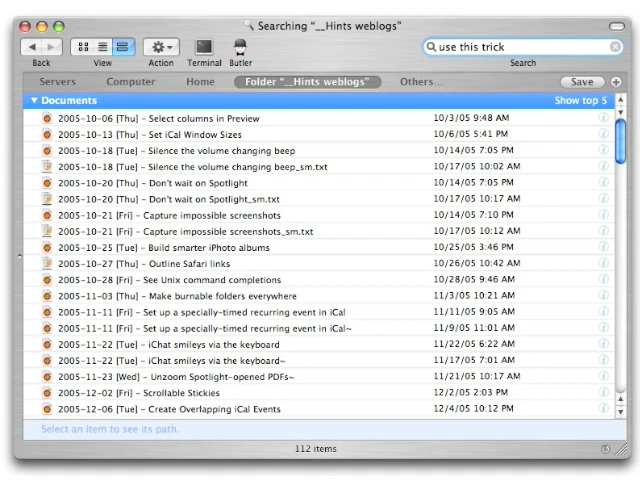 Searching "__Hints weblogs"
use this trick
Back View Action Terminal Butler Search
Servers Computer Home Folder "__Hints weblogs" Others... Save
Documents Show top 5
2005-10-06 [Thu] - Select columns in Preview 10/3/05 9:48 AM
2005-10-13 [Thu] - Set iCal Window Sizes 10/6/05 5:41 PM
2005-10-18 [Tue] - Silence the volume changing beep 10/14/05 7:05 PM
2005-10-18 [Tue] - Silence the volume changing beep_sm.txt 10/17/05 10:02 AM
2005-10-20 [Thu] - Don't wait on Spotlight 10/14/05 7:05 PM
2005-10-20 [Thu] - Don't wait on Spotlight_sm.txt 10/17/05 10:17 AM
2005-10-21 [Fri] - Capture impossible screenshots 10/14/05 7:10 PM
2005-10-21 [Fri] - Capture impossible screenshots_sm.txt 10/17/05 10:12 AM
2005-10-25 [Tue] - Build smarter iPhoto albums 10/25/05 3:46 PM
2005-10-27 [Thu] - Outline Safari links 10/26/05 10:42 AM
2005-10-28 [Fri] - See Unix command completions 10/28/05 9:46 AM
2005-11-03 [Thu] - Make burnable folders everywhere 11/3/05 10:21 AM
2005-11-11 [Fri] - Set up a specially-timed recurring event in iCal 11/11/05 9:05 AM
2005-11-11 [Fri] - Set up a specially-timed recurring event in iCal~ 11/9/05 11:01 AM
2005-11-22 [Tue] - iChat smileys via the keyboard 11/22/05 6:22 AM
2005-11-22 [Tue] - iChat smileys via the keyboard~ 11/17/05 7:01 AM
2005-11-23 [Wed] - Unzoom Spotlight-opened PDFs~ 11/21/05 10:17 AM
2005-12-02 [Fri] - Scrollable Stickies 12/2/05 2:03 PM
2005-12-06 [Tue] - Create Overlapping iCal Events 12/4/05 10:12 PM
Select an item to see its path.
112 items